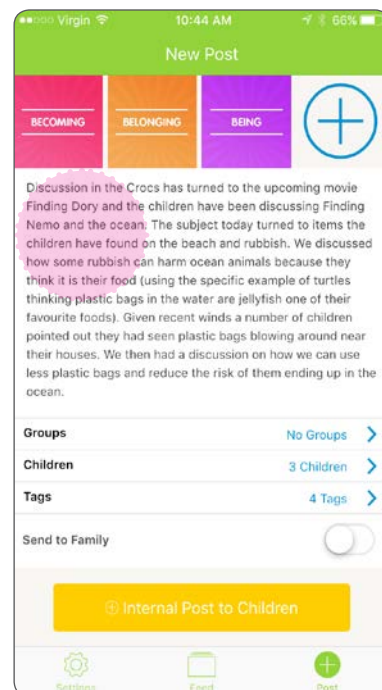 Virgin 10:44 AM 66%
New Post
BECOMING BELONGING BEING
Discussion in the Crocs has turned to the upcoming movie
Finding Dory and the children have been discussing Finding
Nemo and the ocean. The subject today turned to items the
children have found on the beach and rubbish. We discussed
how some rubbish can harm ocean animals because they
think it is their food (using the specific example of turtles
thinking plastic bags in the water are jellyfish one of their
favourite foods). Given recent winds a number of children
pointed out they had seen plastic bags blowing around near
their houses. We then had a discussion on how we can use
less plastic bags and reduce the risk of them ending up in the
ocean.
Groups No Groups
Children 3 Children
Tags 4 Tags
Send to Family
Internal Post to Children
Settings Feed Post